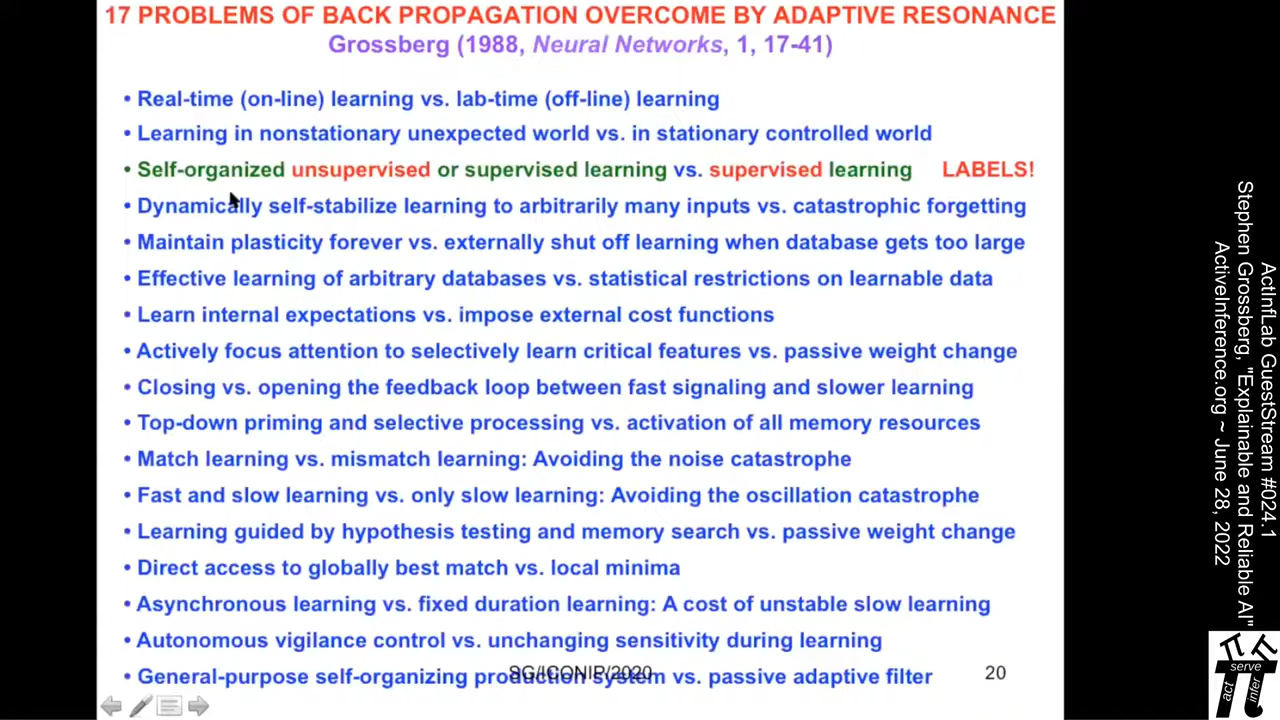 17 PROBLEMS OF BACK PROPAGATION OVERCOME BY ADAPTIVE RESONANCE
Grossberg (1988, Neural Networks, 1, 17-41)
• Real-time (on-line) learning vs. lab-time (off-line) learning
• Learning in nonstationary unexpected world vs. in stationary controlled world
• Self-organized unsupervised or supervised learning vs. supervised learning LABELS!
• Dynamically self-stabilize learning to arbitrarily many inputs vs. catastrophic forgetting
• Maintain plasticity forever vs. externally shut off learning when database gets too large
• Effective learning of arbitrary databases vs. statistical restrictions on learnable data
• Learn internal expectations vs. impose external cost functions
• Actively focus attention to selectively learn critical features vs. passive weight change
• Closing vs. opening the feedback loop between fast signaling and slower learning
• Top-down priming and selective processing vs. activation of all memory resources
• Match learning vs. mismatch learning: Avoiding the noise catastrophe
• Fast and slow learning vs. only slow learning: Avoiding the oscillation catastrophe
• Learning guided by hypothesis testing and memory search vs. passive weight change
• Direct access to globally best match vs. local minima
• Asynchronous learning vs. fixed duration learning: A cost of unstable slow learning
• Autonomous vigilance control vs. unchanging sensitivity during learning
• General-purpose self-organizing production system vs. passive adaptive filter
SG/ICONIP/2020
20
ActInfLab GuestStream #024.1
Stephen Grossberg, "Explainable and Reliable AI"
ActiveInference.org ~ June 28, 2022
serve
act
infer